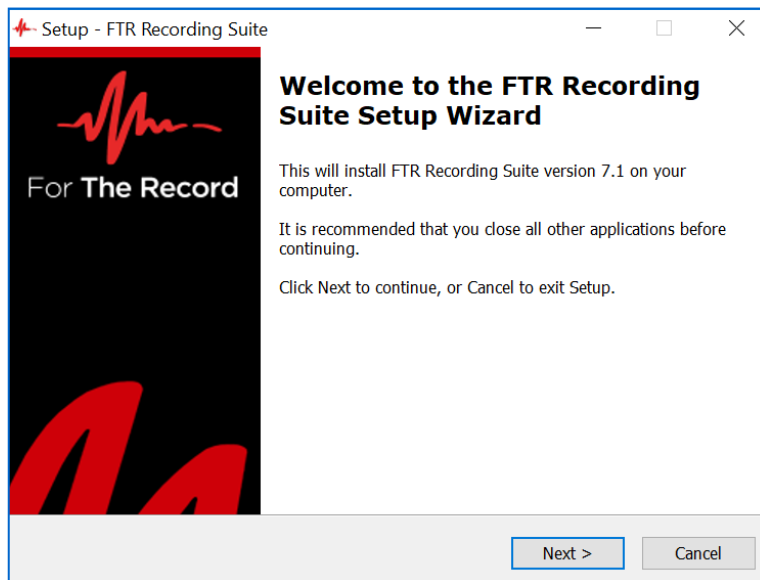 Setup - FTR Recording Suite
For The Record
Welcome to the FTR Recording
Suite Setup Wizard
This will install FTR Recording Suite version 7.1 on your
computer.
It is recommended that you close all other applications before
continuing.
Click Next to continue, or Cancel to exit Setup.
Next >
Cancel